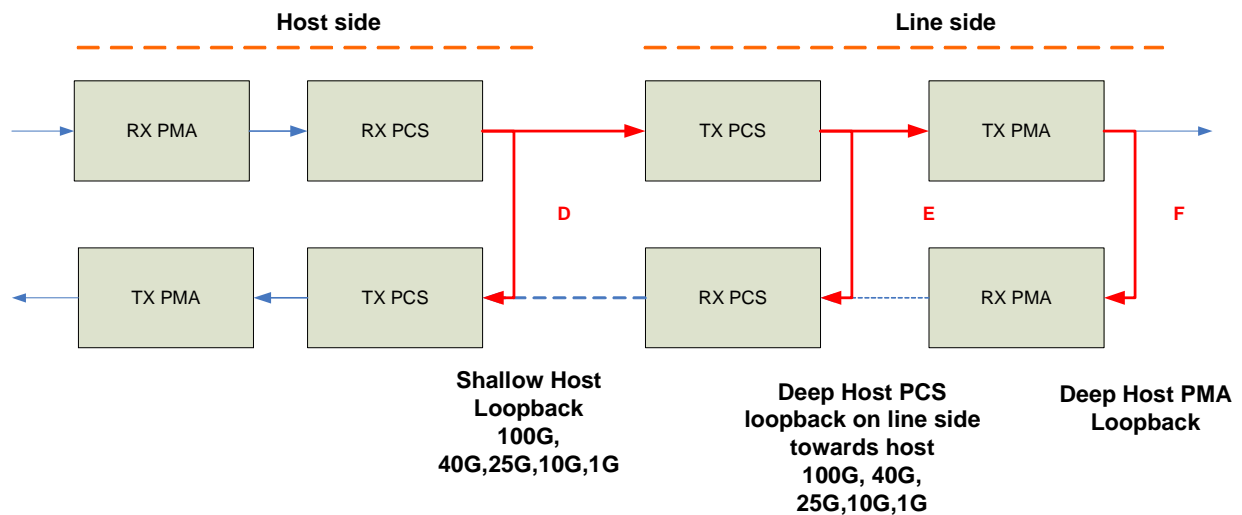 Host side
Line side
RX PMA
RX PCS
TX PCS
TX PMA
D
E
F
TX PMA
TX PCS
RX PCS
RX PMA
Shallow Host
Loopback
100G,
40G,25G,10G,1G
Deep Host PCS
loopback on line side
towards host
100G, 40G,
25G,10G,1G
Deep Host PMA
Loopback